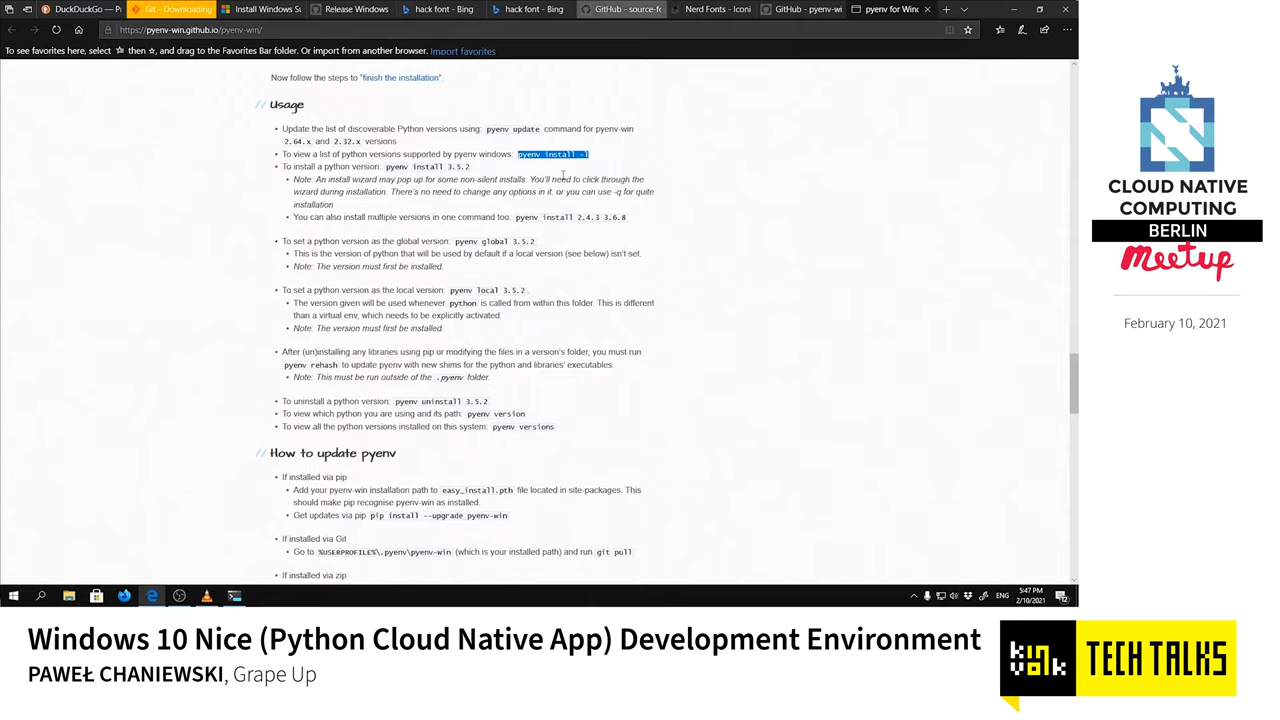 DuckDuckGo — Pr
Git - Downloading
Install Windows Su
GitHub
Release Windows
hack font - Bing
hack font - Bing
GitHub - source-fo
Nerd Fonts - Iconi
GitHub - pyenv-wi
pyenv for Wind
https://pyenv-win.github.io/pyenv-win/
To see favorites here, select ☆ then ☆, and drag to the Favorites Bar folder. Or import from another browser. Import favorites
Now follow the steps to "finish the installation".
// Usage
• Update the list of discoverable Python versions using: pyenv update command for pyenv-win
2.64.x and 2.32.x versions
• To view a list of python versions supported by pyenv windows: pyenv install -l
• To install a python version: pyenv install 3.5.2
• Note: An install wizard may pop up for some non-silent installs. You'll need to click through the
wizard during installation. There's no need to change any options in it. or you can use -q for quite
installation
• You can also install multiple versions in one command too: pyenv install 2.4.3 3.6.8
• To set a python version as the global version: pyenv global 3.5.2
• This is the version of python that will be used by default if a local version (see below) isn't set.
• Note: The version must first be installed.
• To set a python version as the local version: pyenv local 3.5.2.
• The version given will be used whenever python is called from within this folder. This is different
than a virtual env, which needs to be explicitly activated.
• Note: The version must first be installed.
• After (un)installing any libraries using pip or modifying the files in a version's folder, you must run
pyenv rehash to update pyenv with new shims for the python and libraries' executables.
• Note: This must be run outside of the .pyenv folder.
• To uninstall a python version: pyenv uninstall 3.5.2
• To view which python you are using and its path: pyenv version
• To view all the python versions installed on this system: pyenv versions
// How to update pyenv
• If installed via pip
• Add your pyenv-win installation path to easy_install.pth file located in site-packages. This
should make pip recognise pyenv-win as installed.
• Get updates via pip pip install --upgrade pyenv-win
• If installed via Git
• Go to %USERPROFILE%\.pyenv\pyenv-win (which is your installed path) and run git pull
• If installed via zip
ENG
5:47 PM
2/10/2021
12
CLOUD NATIVE
COMPUTING
BERLIN
Meetup
February 10, 2021
Windows 10 Nice (Python Cloud Native App) Development Environment
PAWEŁ CHANIEWSKI, Grape Up
kinvolk
TECH TALKS